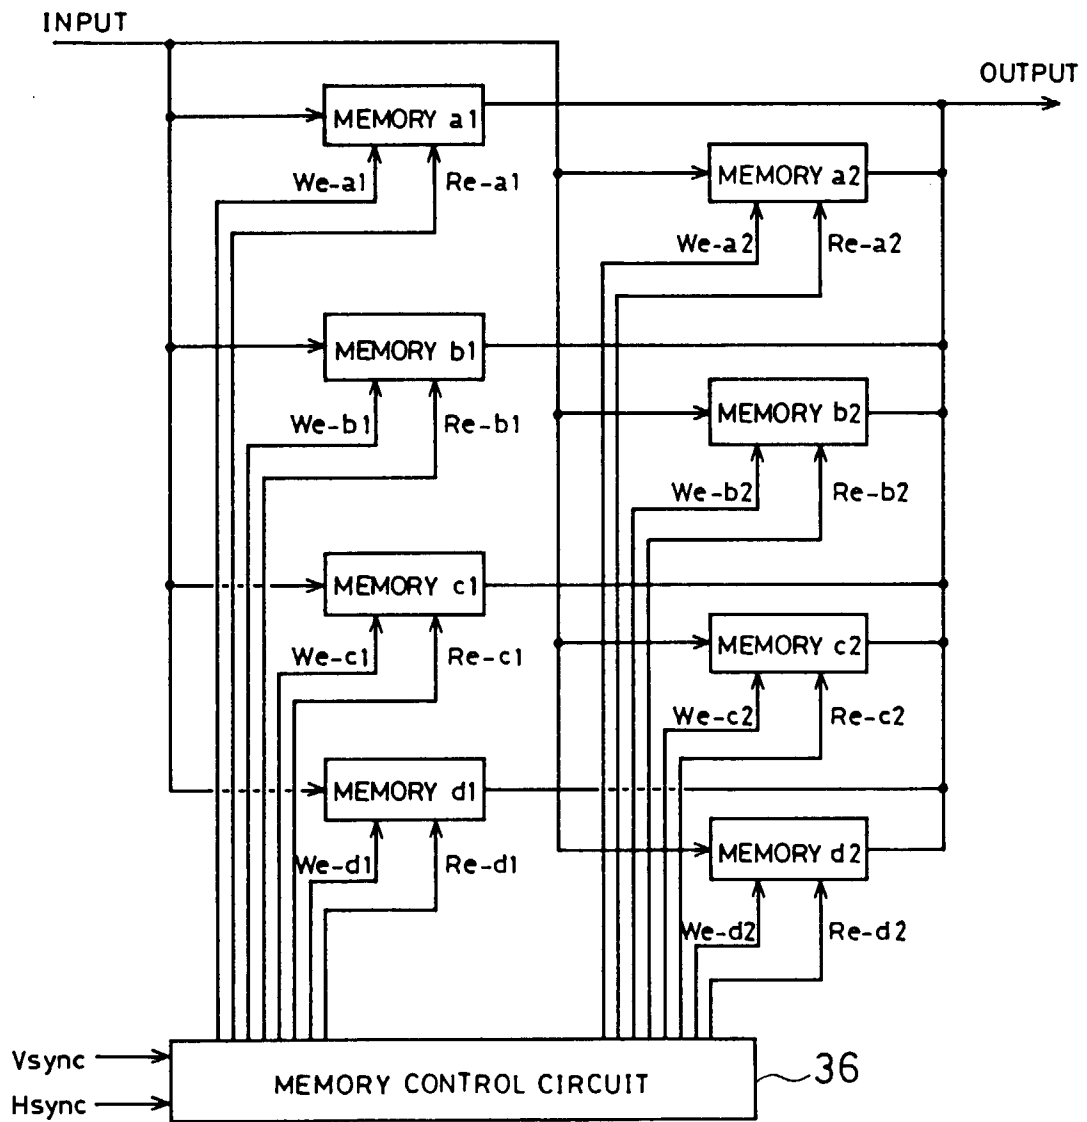 INPUT
OUTPUT
MEMORY a1
We-a1
Re-a1
MEMORY a2
We-a2
Re-a2
MEMORY b1
We-b1
Re-b1
MEMORY b2
We-b2
Re-b2
MEMORY c1
We-c1
Re-c1
MEMORY c2
We-c2
Re-c2
MEMORY d1
We-d1
Re-d1
MEMORY d2
We-d2
Re-d2
Vsync
Hsync
MEMORY CONTROL CIRCUIT
36